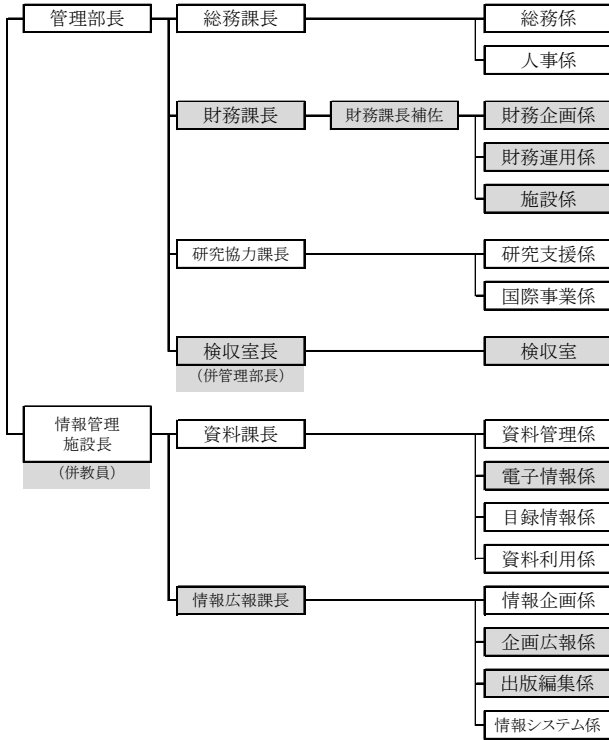 管理部長
総務課長
総務係
人事係
財務課長
財務課長補佐
財務企画係
財務運用係
施設係
研究協力課長
研究支援係
国際事業係
検収室長
(併管理部長)
検収室
情報管理
施設長
(併教員)
資料課長
資料管理係
電子情報係
目録情報係
資料利用係
情報広報課長
情報企画係
企画広報係
出版編集係
情報システム係